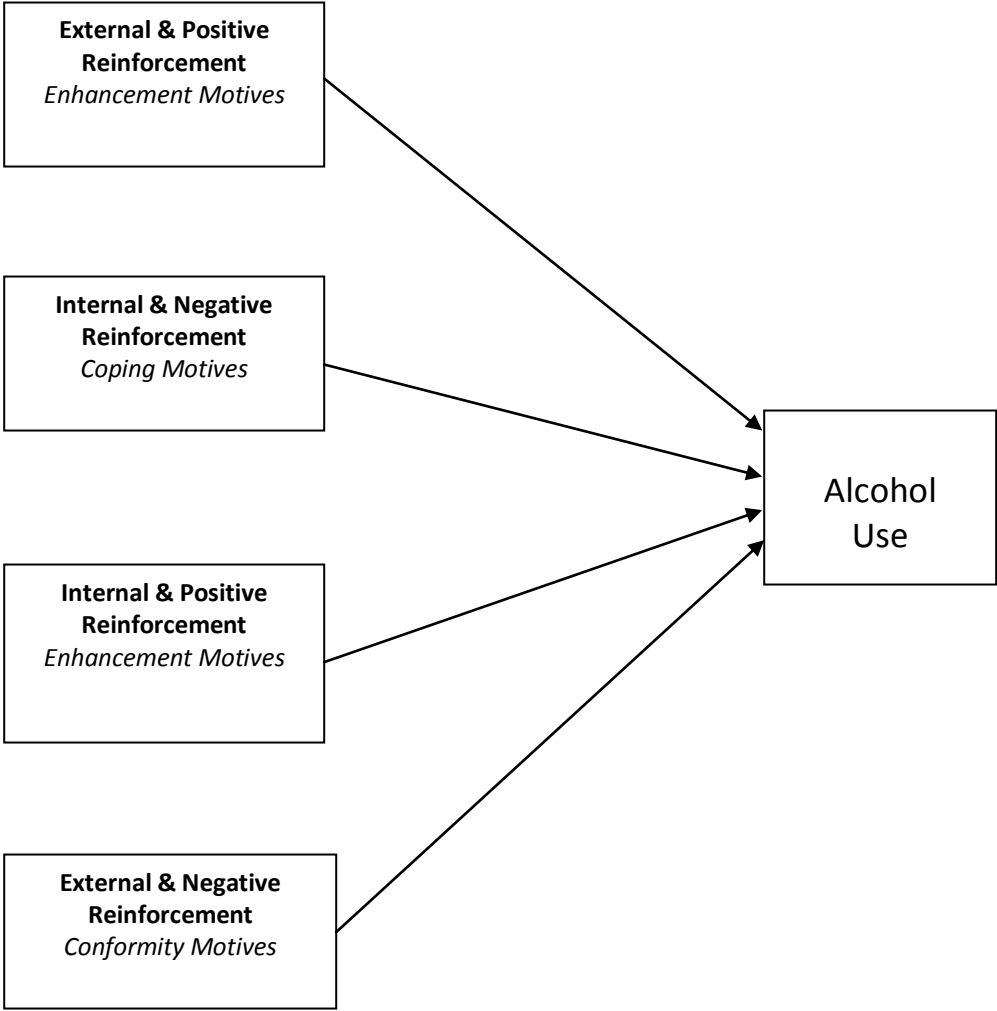 External & Positive
Reinforcement
Enhancement Motives
Internal & Negative
Reinforcement
Coping Motives
Alcohol
Use
Internal & Positive
Reinforcement
Enhancement Motives
External & Negative
Reinforcement
Conformity Motives